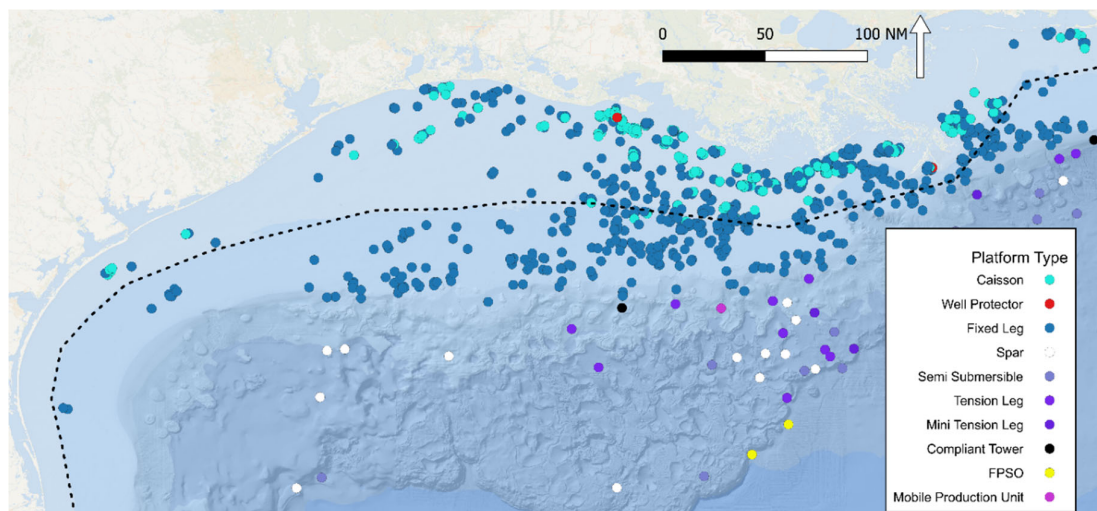 0 50 100 NM
Platform Type
Caisson
Well Protector
Fixed Leg
Spar
Semi Submersible
Tension Leg
Mini Tension Leg
Compliant Tower
FPSO
Mobile Production Unit